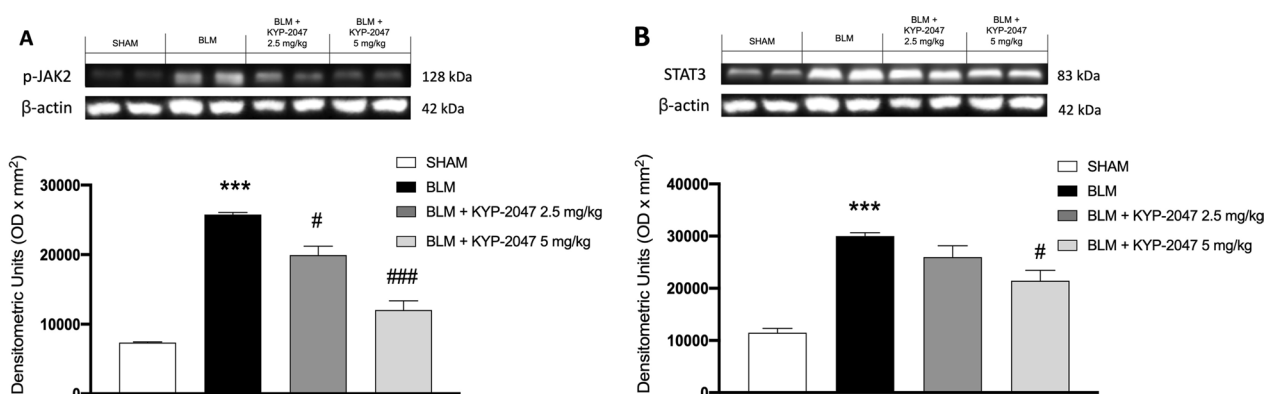 A
SHAM
BLM
BLM +
KYP-2047
2.5 mg/kg
BLM +
KYP-2047
5 mg/kg
p-JAK2
128 kDa
β-actin
42 kDa
Densitometric Units (OD x mm²)
30000
20000
10000
0
***
#
###
SHAM
BLM
BLM + KYP-2047 2.5 mg/kg
BLM + KYP-2047 5 mg/kg
B
SHAM
BLM
BLM +
KYP-2047
2.5 mg/kg
BLM +
KYP-2047
5 mg/kg
STAT3
83 kDa
β-actin
42 kDa
Densitometric Units (OD x mm²)
40000
30000
20000
10000
0
***
#
SHAM
BLM
BLM + KYP-2047 2.5 mg/kg
BLM + KYP-2047 5 mg/kg